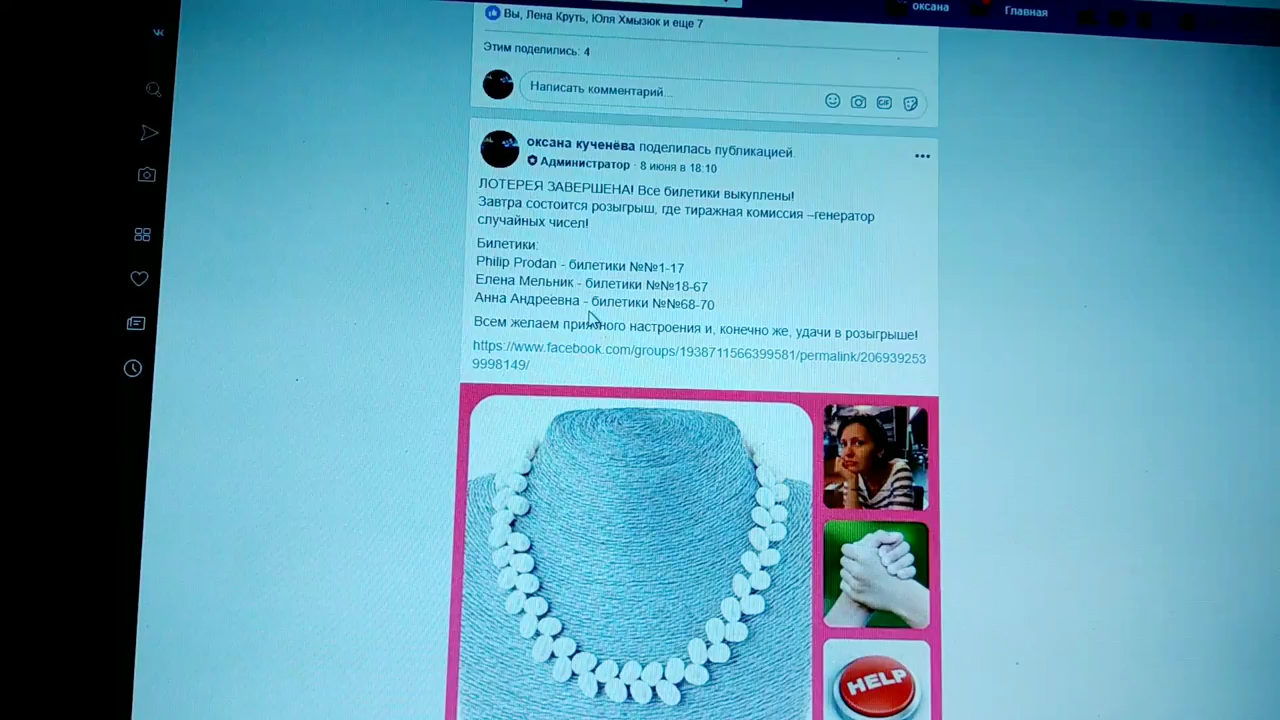 оксана
Главная
Вы, Лена Круть, Юля Хмызюк и еще 7
Этим поделились: 4
Написать комментарий...
GIF
оксана кученёва поделилась публикацией.
Администратор · 8 июня в 18:10
ЛОТЕРЕЯ ЗАВЕРШЕНА! Все билетики выкуплены!
Завтра состоится розыгрыш, где тиражная комиссия –генератор
случайных чисел!
Билетики:
Philip Prodan - билетики №№1-17
Елена Мельник - билетики №№18-67
Анна Андреевна - билетики №№68-70
Всем желаем приятного настроения и, конечно же, удачи в розыгрыше!
https://www.facebook.com/groups/1938711566399581/permalink/206939253
9998149/
HELP